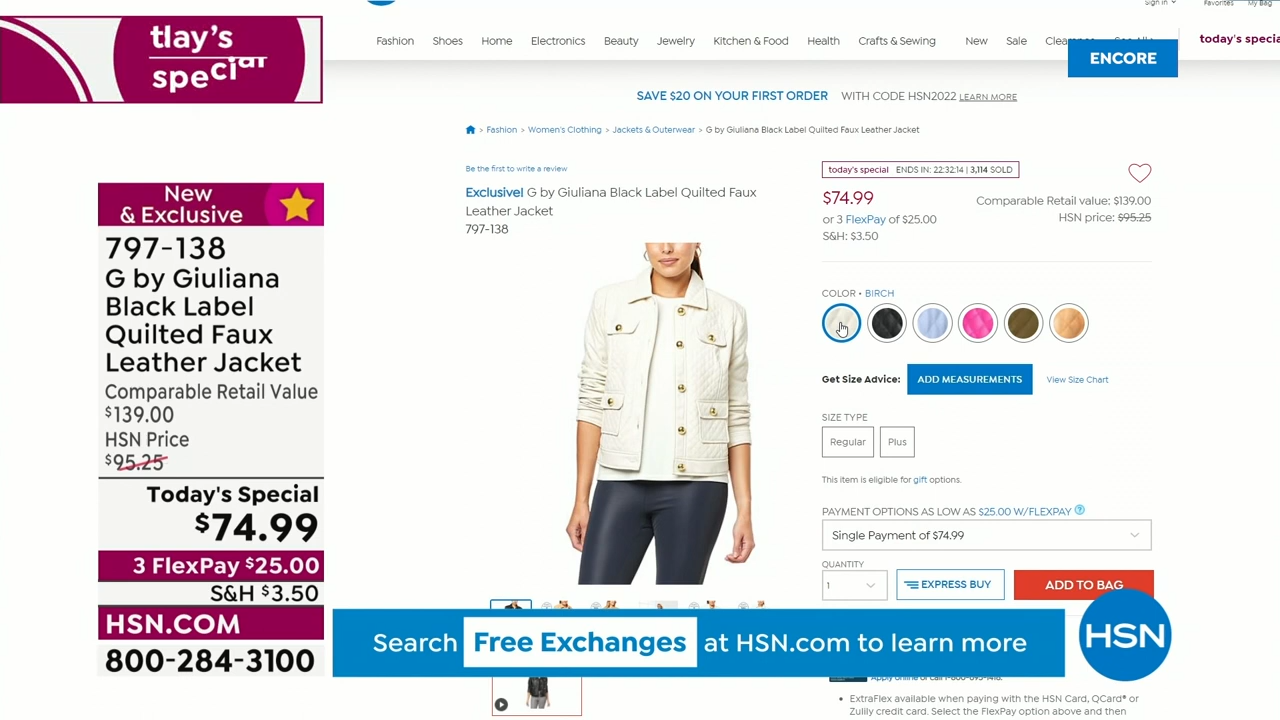 tlay's
special
New
& Exclusive
797-138
G by Giuliana
Black Label
Quilted Faux
Leather Jacket
Comparable Retail Value
$139.00
HSN Price
$95.25
Today's Special
$74.99
3 FlexPay $25.00
S&H $3.50
HSN.COM
800-284-3100
Sign in
Favorites
My Bag
Fashion Shoes Home Electronics Beauty Jewelry Kitchen & Food Health Crafts & Sewing New Sale
today's specia
ENCORE
SAVE $20 ON YOUR FIRST ORDER WITH CODE HSN2022 LEARN MORE
> Fashion > Women's Clothing > Jackets & Outerwear > G by Giuliana Black Label Quilted Faux Leather Jacket
Be the first to write a review
Exclusive! G by Giuliana Black Label Quilted Faux
Leather Jacket
797-138
today's special ENDS IN: 22:32:14 | 3,114 SOLD
$74.99
or 3 FlexPay of $25.00
S&H: $3.50
Comparable Retail value: $139.00
HSN price: $95.25
COLOR • BIRCH
Get Size Advice: ADD MEASUREMENTS View Size Chart
SIZE TYPE
Regular Plus
This item is eligible for gift options.
PAYMENT OPTIONS AS LOW AS $25.00 W/FLEXPAY ?
Single Payment of $74.99
QUANTITY
1 EXPRESS BUY ADD TO BAG
Search Free Exchanges at HSN.com to learn more
HSN
• ExtraFlex available when paying with the HSN Card, QCard® or
Zulily credit card. Select the FlexPay option above and then